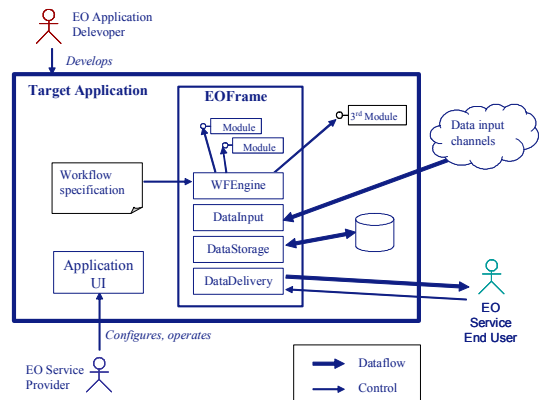 EO Application
Delevoper
Develops
Target Application
EOFrame
Module
Module
3rd Module
Data input
channels
Workflow
specification
WFEngine
DataInput
DataStorage
DataDelivery
Application
UI
EO
Service
End User
Configures, operates
EO Service
Provider
Dataflow
Control